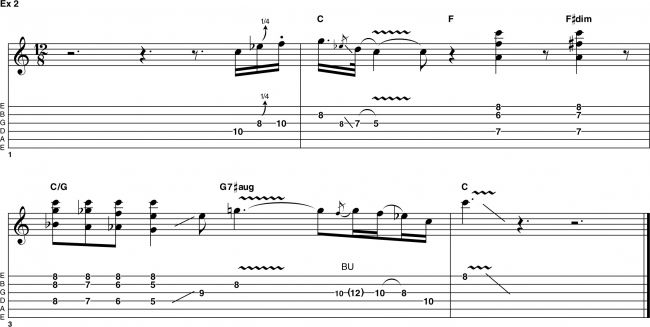 Ex 2
1/4
C F F♯dim
12
8
1/4
E 8 8
B 8 6 7
G 8 10 8 7 5
D 10 7 7
A
E
1
C/G G7♯aug C
BU
E 8 8 8 8 8
B 8 7 6 5 8
G 9 10 (12) 10 8
D 8 7 6 5 10
A
E
3